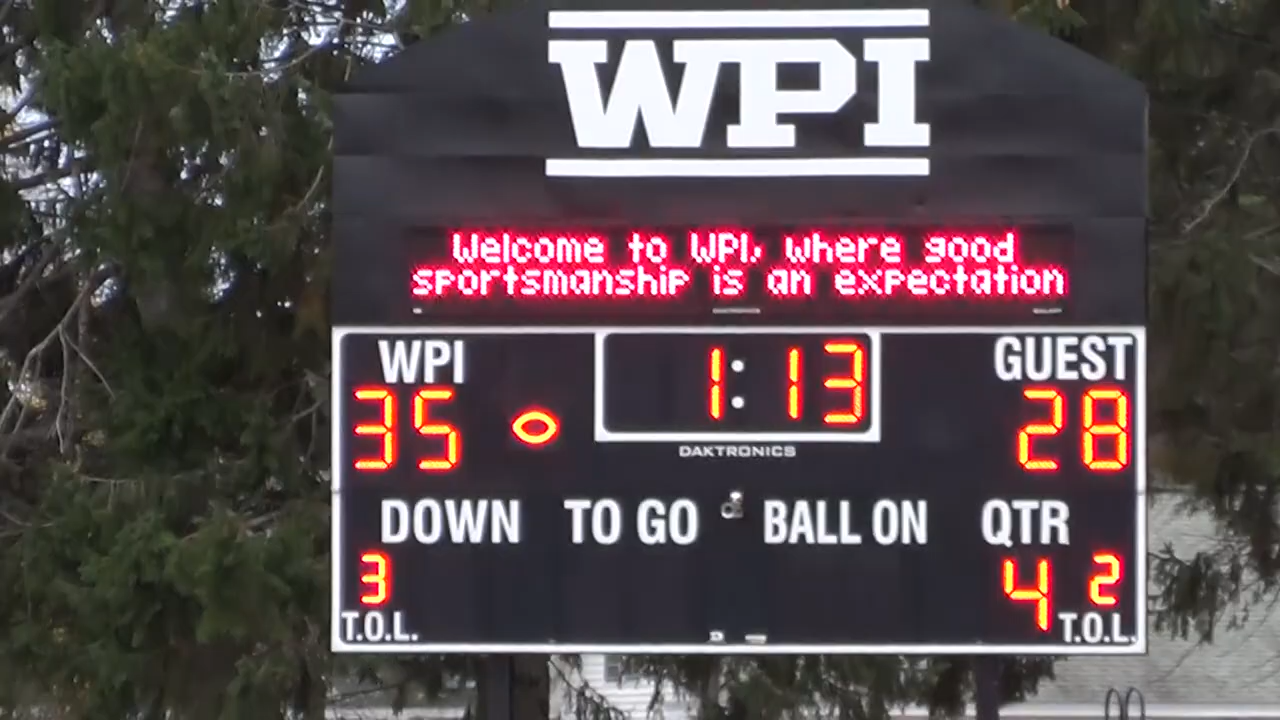 WPI
Welcome to WPI, where good
sportsmanship is an expectation
WPI 1:13 GUEST
35 28
DAKTRONICS
DOWN TO GO BALL ON QTR
3 4 2
T.O.L. T.O.L.